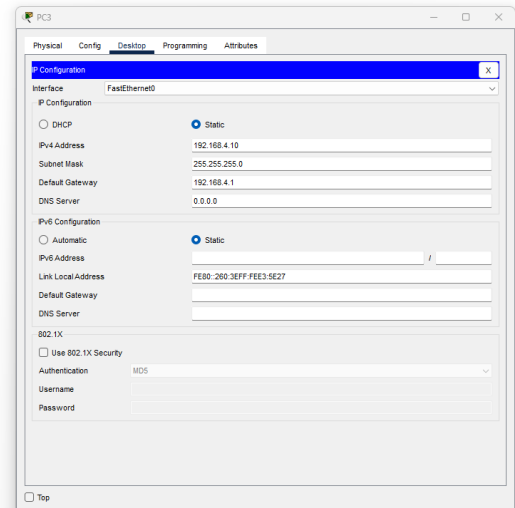 PC3
Physical Config Desktop Programming Attributes
IP Configuration X
Interface FastEthernet0
IP Configuration
DHCP Static
IPv4 Address 192.168.4.10
Subnet Mask 255.255.255.0
Default Gateway 192.168.4.1
DNS Server 0.0.0.0
IPv6 Configuration
Automatic Static
IPv6 Address /
Link Local Address FE80::260:3EFF:FEE3:5E27
Default Gateway
DNS Server
802.1X
Use 802.1X Security
Authentication MD5
Username
Password
Top